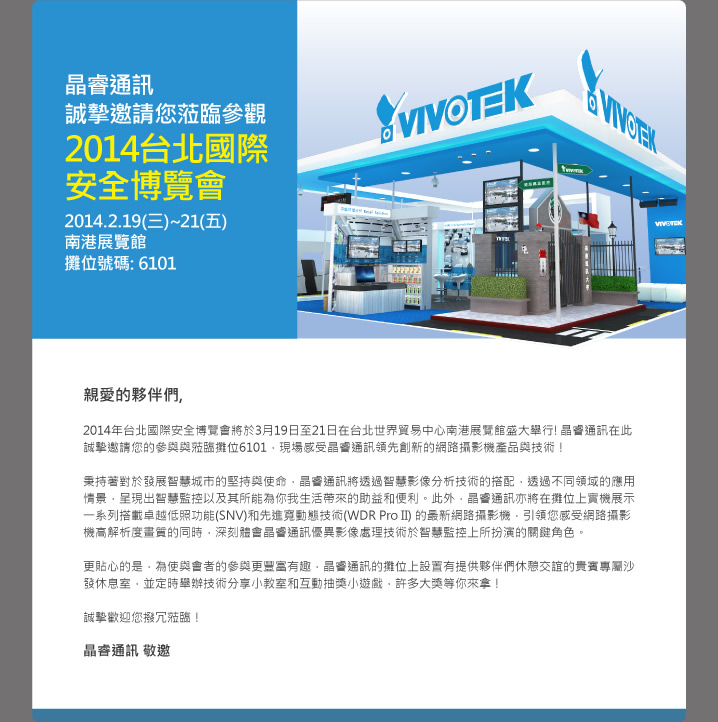 晶睿通訊
誠摯邀請您蒞臨參觀
2014台北國際
安全博覽會
2014.2.19(三)~21(五)
南港展覽館
攤位號碼: 6101
VIVOTEK
VIVOTEK
VIVOTEK
VIVOTEK
VIVOTEK
親愛的夥伴們,
2014年台北國際安全博覽會將於3月19日至21日在台北世界貿易中心南港展覽館盛大舉行! 晶睿通訊在此
誠摯邀請您的參與與蒞臨攤位6101，現場感受晶睿通訊領先創新的網路攝影機產品與技術！
秉持著對於發展智慧城市的堅持與使命，晶睿通訊將透過智慧影像分析技術的搭配，透過不同領域的應用
情景，呈現出智慧監控以及其所能為你我生活帶來的助益和便利。此外，晶睿通訊亦將在攤位上實機展示
一系列搭載卓越低照功能(SNV)和先進寬動態技術(WDR Pro II) 的最新網路攝影機，引領您感受網路攝影
機高解析度畫質的同時，深刻體會晶睿通訊優異影像處理技術於智慧監控上所扮演的關鍵角色。
更貼心的是，為使與會者的參與更豐富有趣，晶睿通訊的攤位上設置有提供夥伴們休憩交誼的貴賓專屬沙
發休息室，並定時舉辦技術分享小教室和互動抽獎小遊戲，許多大獎等你來拿！
誠摯歡迎您撥冗蒞臨！
晶睿通訊 敬邀